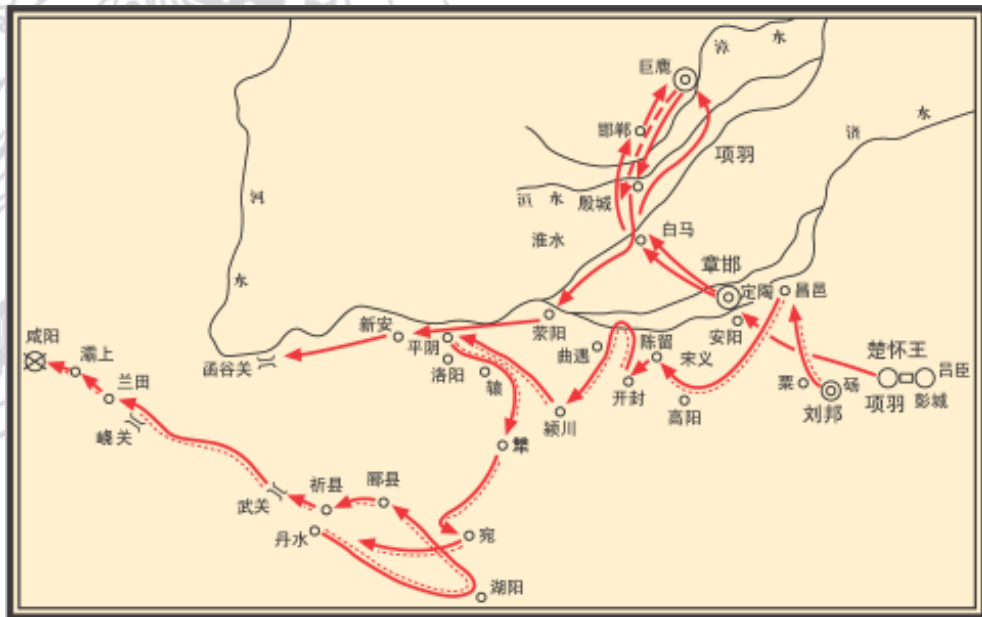 漳
水
巨鹿
邯郸
济
水
项羽
洹
水
殷城
河
水
淮水
白马
章邯
定陶
昌邑
安阳
荥阳
新安
平阴
洛阳
函谷关
咸阳
灞上
兰田
峣关
曲遇
陈留
宋义
辕
开封
高阳
颍川
粟
砀
刘邦
楚怀王
吕臣
项羽
彭城
犨
武关
析县
郦县
丹水
宛
湖阳